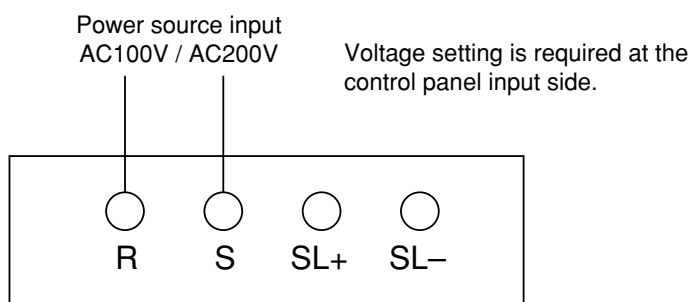 Power source input
AC100V / AC200V
Voltage setting is required at the
control panel input side.
R S SL+ SL–